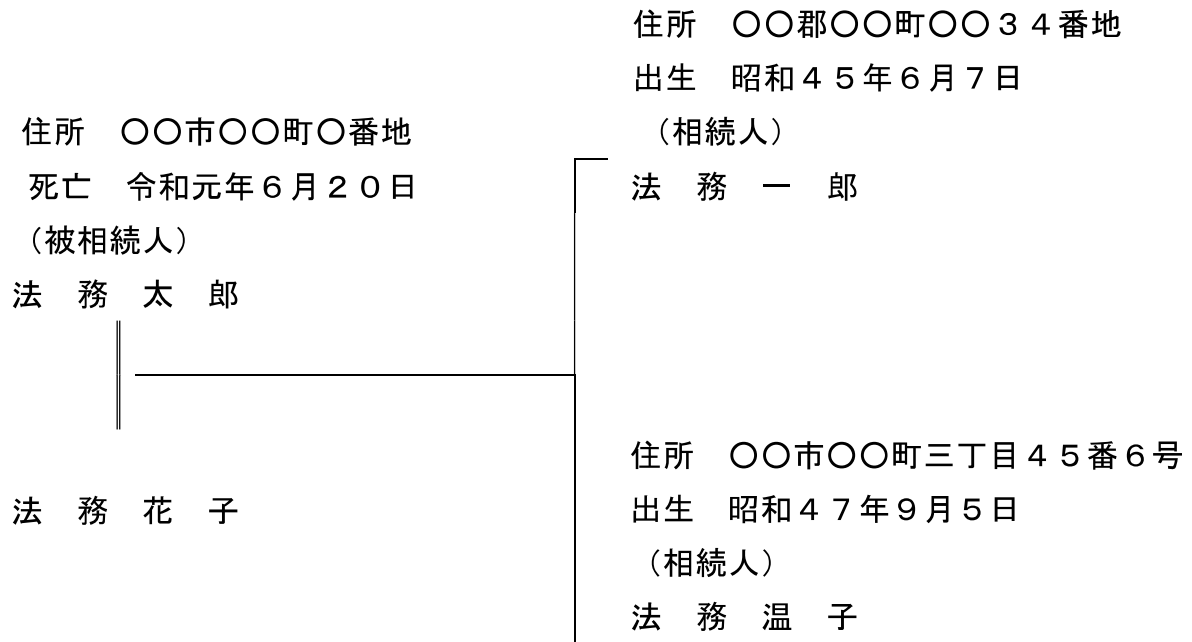 住所　〇〇郡〇〇町〇〇３４番地
出生　昭和４５年６月７日
（相続人）
法　務　一　郎
住所　〇〇市〇〇町〇番地
死亡　令和元年６月２０日
（被相続人）
法　務　太　郎
法　務　花　子
住所　〇〇市〇〇町三丁目４５番６号
出生　昭和４７年９月５日
（相続人）
法　務　温　子